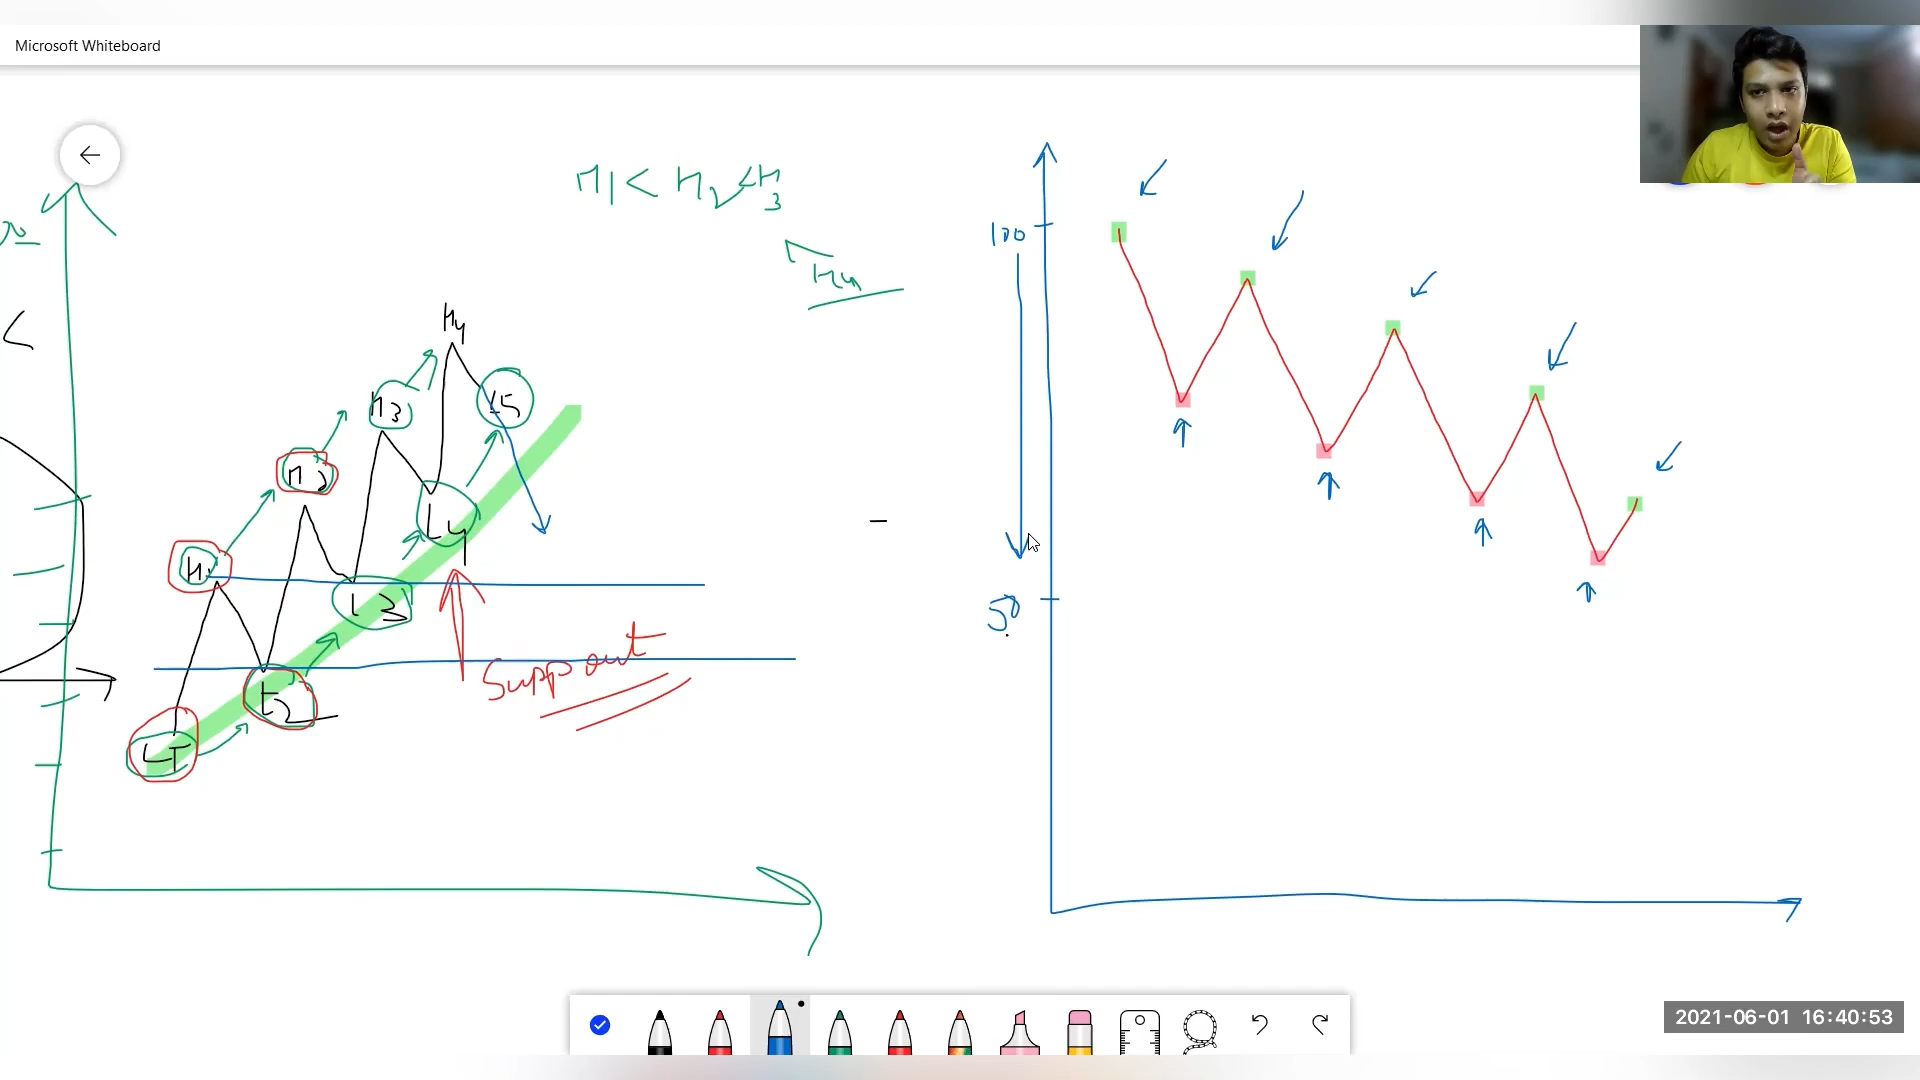 Microsoft Whiteboard
H1 < H2 < H3
H4
H4
H3
L5
H2
L4
H1
L3
Support
L2
L1
100
50
2021-06-01 16:40:53